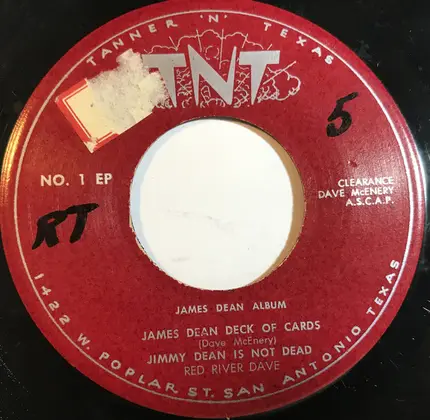 TANNER 'N' TEXAS
TNT
5
NO. 1 EP
CLEARANCE
DAVE McENERY
A.S.C.A.P.
RT
JAMES DEAN ALBUM
JAMES DEAN DECK OF CARDS
(Dave McEnery)
JIMMY DEAN IS NOT DEAD
RED RIVER DAVE
1422 W. POPLAR ST. SAN ANTONIO TEXAS